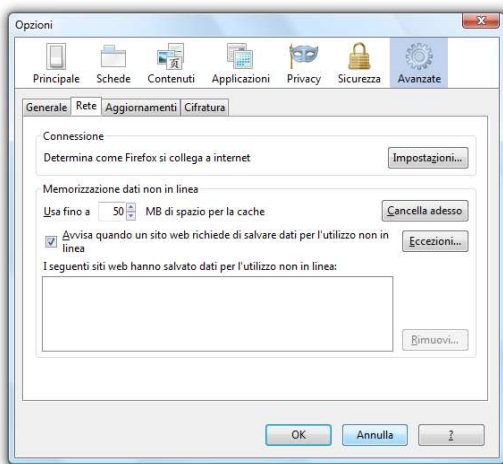 Opzioni
Principale Schede Contenuti Applicazioni Privacy Sicurezza Avanzate
Generale Rete Aggiornamenti Cifratura
Connessione
Determina come Firefox si collega a internet Impostazioni...
Memorizzazione dati non in linea
Usa fino a 50 MB di spazio per la cache Cancella adesso
Avvisa quando un sito web richiede di salvare dati per l'utilizzo non in
linea
Eccezioni...
I seguenti siti web hanno salvato dati per l'utilizzo non in linea:
Rimuovi...
OK Annulla ?